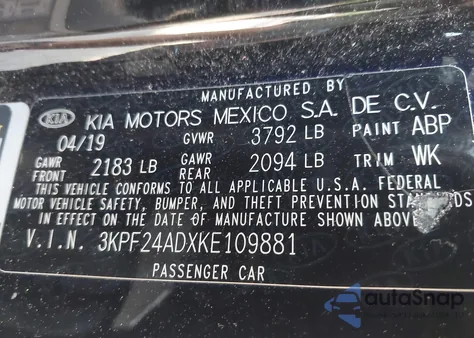 MANUFACTURED BY
KIA KIA MOTORS MEXICO S.A. DE C.V.
04/19 GVWR 3792 LB PAINT ABP
GAWR FRONT 2183 LB GAWR REAR 2094 LB TRIM WK
THIS VEHICLE CONFORMS TO ALL APPLICABLE U.S.A. FEDERAL
MOTOR VEHICLE SAFETY, BUMPER, AND THEFT PREVENTION
IN EFFECT ON THE DATE OF MANUFACTURE SHOWN ABOVE
V.I.N. 3KPF24ADXKE109881
PASSENGER CAR
autoSnap